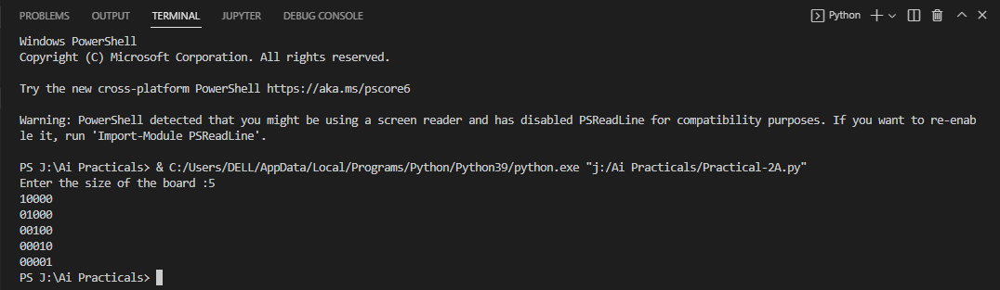 PROBLEMS OUTPUT TERMINAL JUPYTER DEBUG CONSOLE Python
Windows PowerShell
Copyright (C) Microsoft Corporation. All rights reserved.
Try the new cross-platform PowerShell https://aka.ms/pscore6
Warning: PowerShell detected that you might be using a screen reader and has disabled PSReadLine for compatibility purposes. If you want to re-enab
le it, run 'Import-Module PSReadLine'.
PS J:\Ai Practicals> & C:/Users/DELL/AppData/Local/Programs/Python/Python39/python.exe "j:/Ai Practicals/Practical-2A.py"
Enter the size of the board :5
10000
01000
00100
00010
00001
PS J:\Ai Practicals>